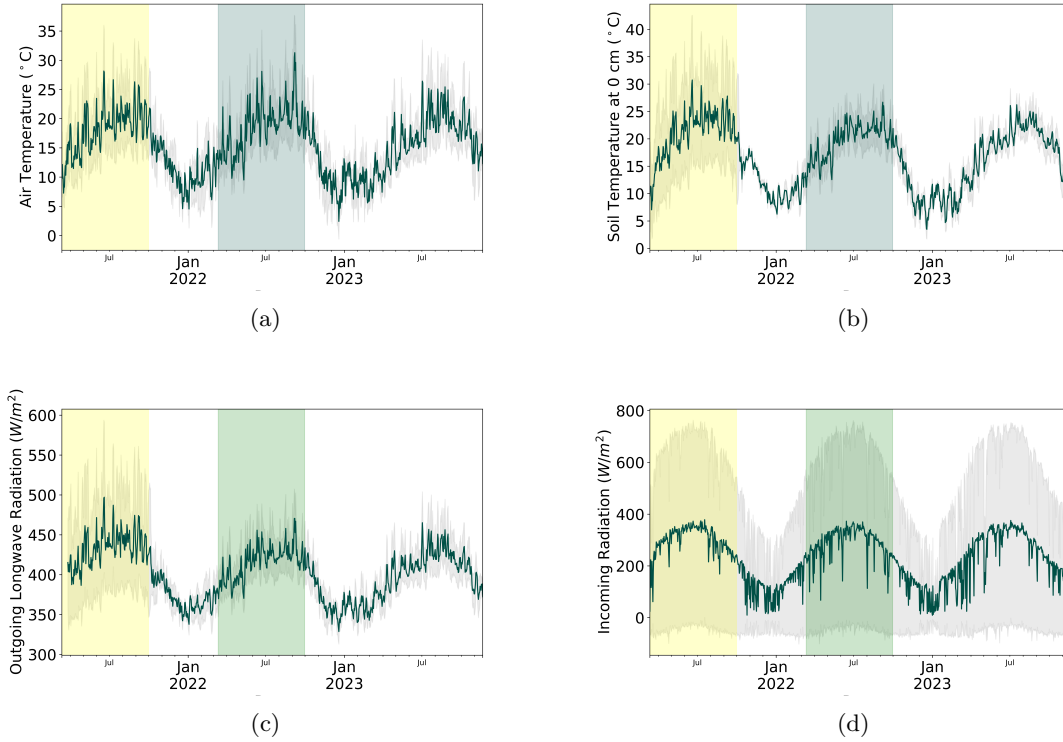 Air Temperature (°C)
35
30
25
20
15
10
5
0
Jul
Jan
2022
Jul
Jan
2023
Jul
(a)
Soil Temperature at 0 cm (°C)
40
35
30
25
20
15
10
5
0
Jul
Jan
2022
Jul
Jan
2023
Jul
(b)
Outgoing Longwave Radiation (W/m²)
600
550
500
450
400
350
300
Jul
Jan
2022
Jul
Jan
2023
Jul
(c)
Incoming Radiation (W/m²)
800
600
400
200
0
Jul
Jan
2022
Jul
Jan
2023
Jul
(d)